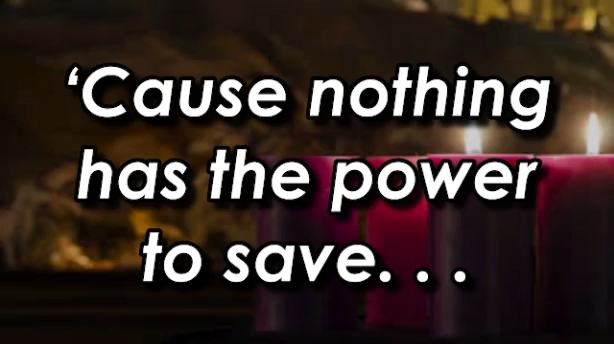 ‘Cause nothing
has the power
to save. . .